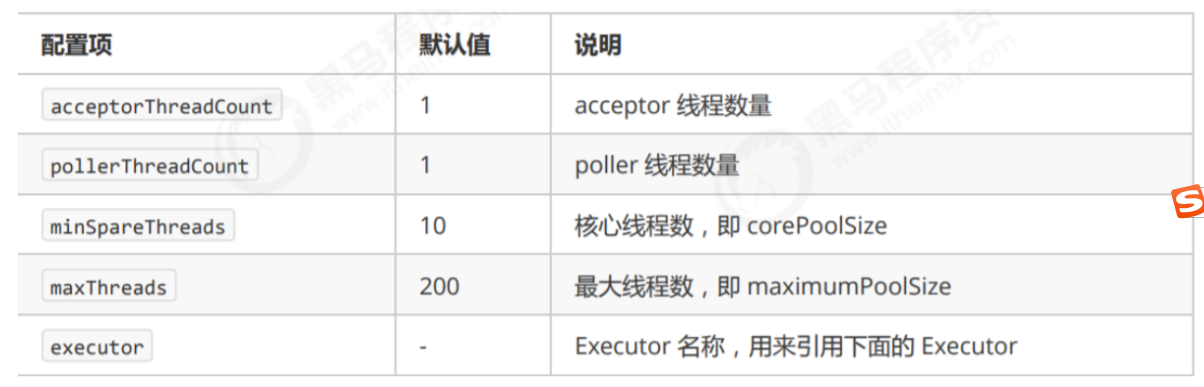 配置项 默认值 说明
acceptorThreadCount 1 acceptor 线程数量
pollerThreadCount 1 poller 线程数量
minSpareThreads 10 核心线程数，即 corePoolSize
maxThreads 200 最大线程数，即 maximumPoolSize
executor - Executor 名称，用来引用下面的 Executor
黑马程序员
www.itheima.com
S